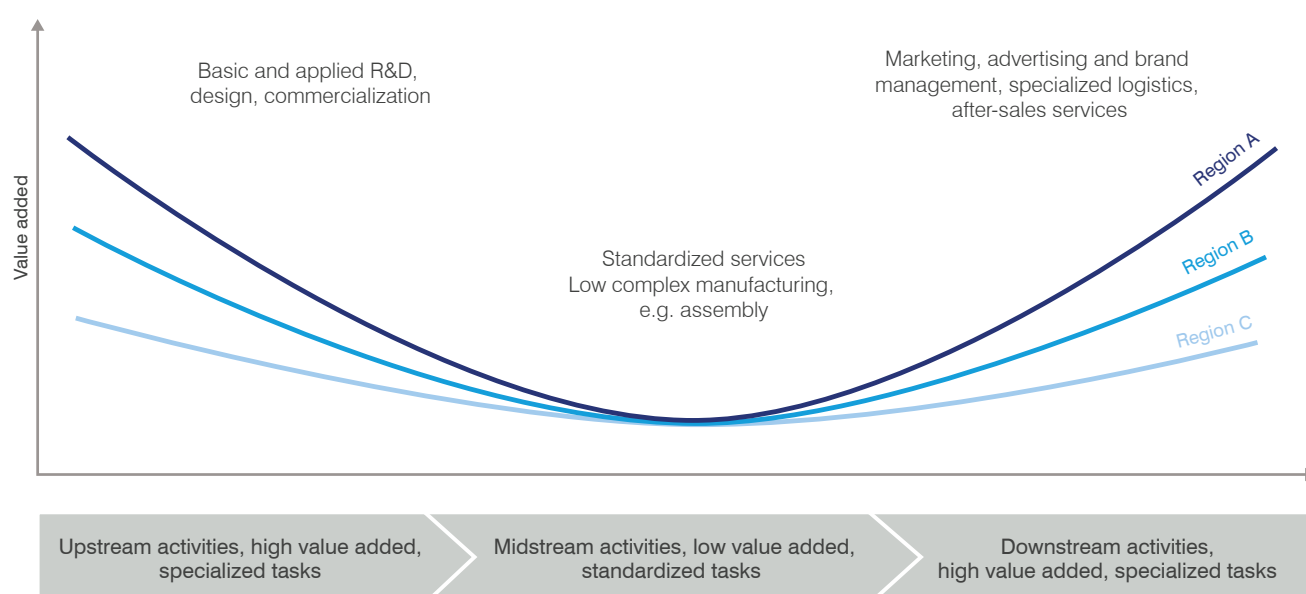 Basic and applied R&D,
design, commercialization
Marketing, advertising and brand
management, specialized logistics,
after-sales services
Value added
Region A
Region B
Region C
Standardized services
Low complex manufacturing,
e.g. assembly
Upstream activities, high value added,
specialized tasks
Midstream activities, low value added,
standardized tasks
Downstream activities,
high value added, specialized tasks